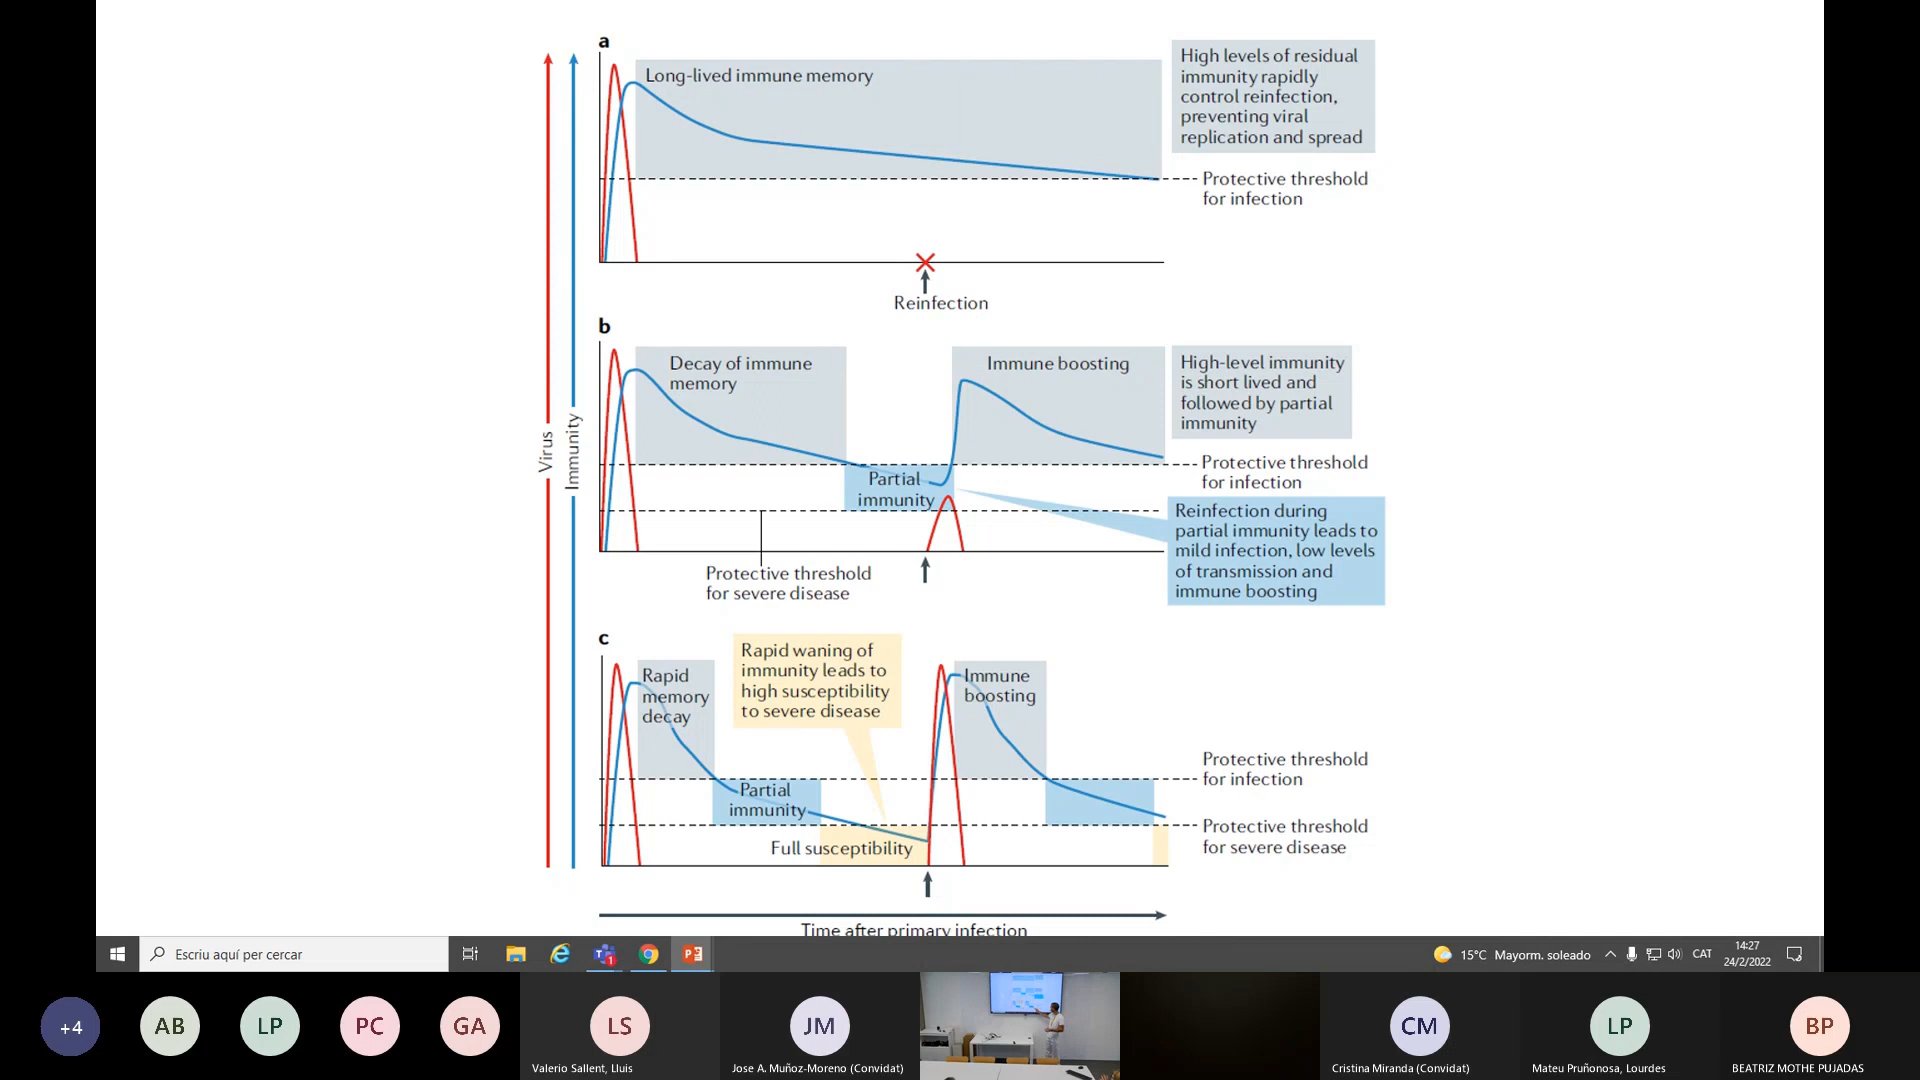 a
Long-lived immune memory
High levels of residual
immunity rapidly
control reinfection,
preventing viral
replication and spread
Protective threshold
for infection
Reinfection
b
Decay of immune
memory
Immune boosting
High-level immunity
is short lived and
followed by partial
immunity
Virus
Immunity
Protective threshold
for infection
Partial
immunity
Reinfection during
partial immunity leads to
mild infection, low levels
of transmission and
immune boosting
Protective threshold
for severe disease
c
Rapid
memory
decay
Rapid waning of
immunity leads to
high susceptibility
to severe disease
Immune
boosting
Protective threshold
for infection
Partial
immunity
Protective threshold
for severe disease
Full susceptibility
Time after primary infection
Escriu aquí per cercar
1
15°C Mayorm. soleado
CAT
14:27
24/2/2022
+4
AB
LP
PC
GA
LS
JM
CM
LP
BP
Valerio Sallent, Lluis
Jose A. Muñoz-Moreno (Convidat)
Cristina Miranda (Convidat)
Mateu Pruñonosa, Lourdes
BEATRIZ MOTHE PUJADAS